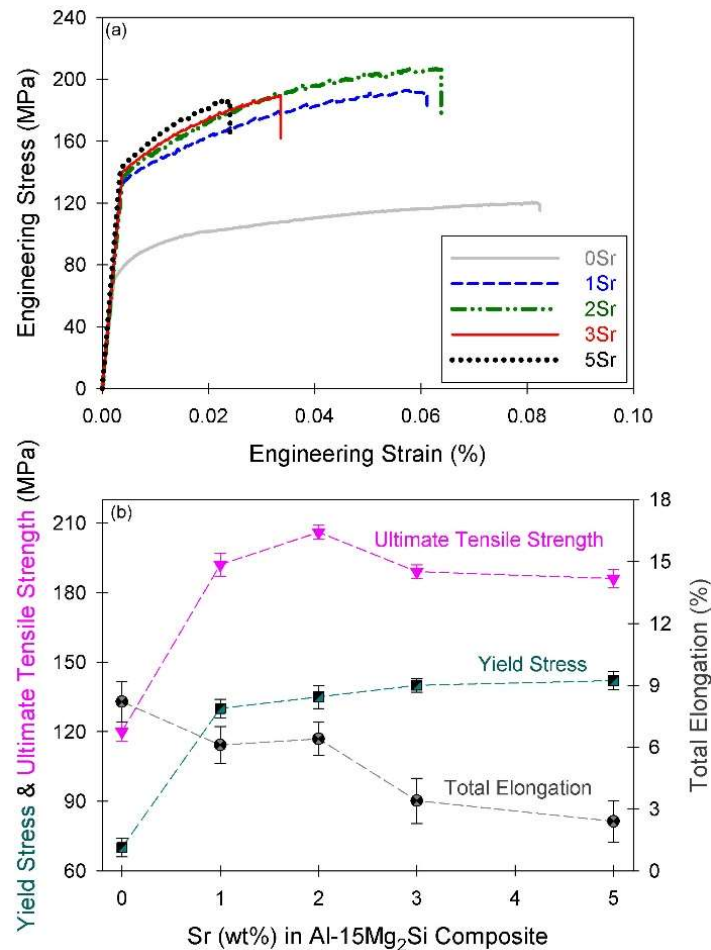 (a)
240
200
160
120
80
40
0
Engineering Stress (MPa)
0Sr
1Sr
2Sr
3Sr
5Sr
0.00 0.02 0.04 0.06 0.08 0.10
Engineering Strain (%)
(b)
Yield Stress & Ultimate Tensile Strength (MPa)
210
180
150
120
90
60
Ultimate Tensile Strength
Yield Stress
Total Elongation
18
15
12
9
6
3
0
Total Elongation (%)
0 1 2 3 4 5
Sr (wt%) in Al-15Mg₂Si Composite